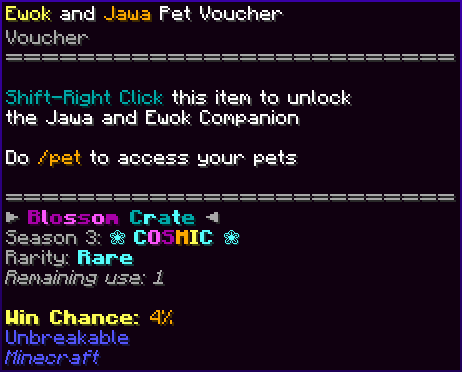 Ewok and Jawa Pet Voucher
Voucher
================================
Shift-Right Click this item to unlock
the Jawa and Ewok Companion
Do /pet to access your pets
================================
► Blossom Crate ◄
Season 3: ❀ COSMIC ❀
Rarity: Rare
Remaining use: 1
Win Chance: 4%
Unbreakable
Minecraft